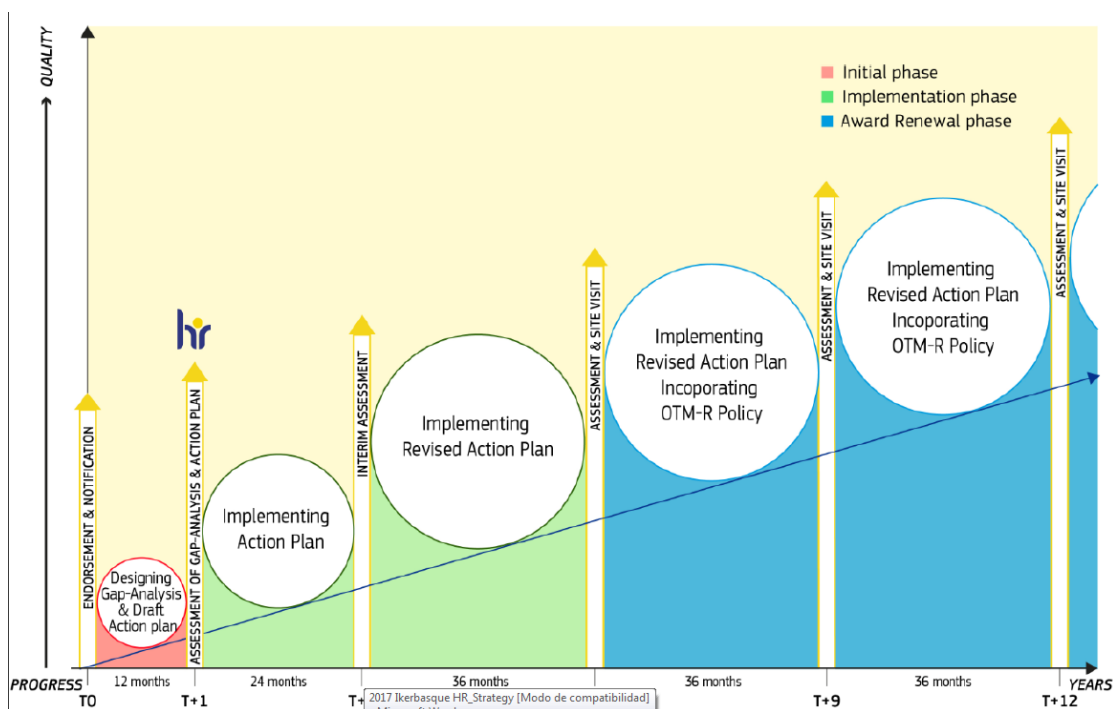 QUALITY
Initial phase
Implementation phase
Award Renewal phase
hr
ENDORSEMENT & NOTIFICATION
ASSESSMENT OF GAP-ANALYSIS & ACTION PLAN
INTERIM ASSESSMENT
ASSESSMENT & SITE VISIT
ASSESSMENT & SITE VISIT
ASSESSMENT & SITE VISIT
Designing
Gap-Analysis
& Draft
Action plan
Implementing
Action Plan
Implementing
Revised Action Plan
Implementing
Revised Action Plan
Incoporating
OTM-R Policy
Implementing
Revised Action Plan
Incoporating
OTM-R Policy
PROGRESS
12 months
24 months
36 months
36 months
36 months
YEARS
T0
T+1
2017 Ikerbasque HR_Strategy [Modo de compatibilidad]
T+9
T+12